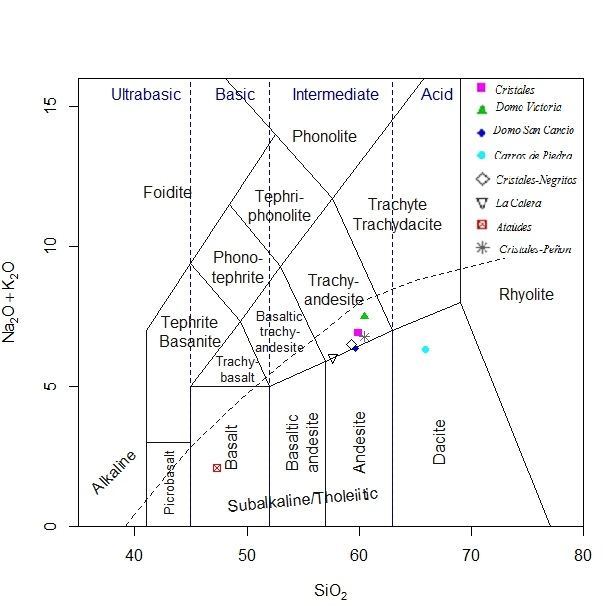 Ultrabasic Basic Intermediate Acid
Cristales
Domo Victoria
Domo San Cancio
Carros de Piedra
Cristales-Negritos
La Calera
Ataúdes
Cristales-Peñon
Phonolite
Foidite
Tephri-
phonolite
Trachyte
Trachydacite
Phono-
tephrite
Trachy-
andesite
Rhyolite
Tephrite
Basanite
Basaltic
trachy-
andesite
Trachy-
basalt
Alkaline
Picrobasalt
Basalt
Basaltic
andesite
Andesite
Dacite
Subalkaline/Tholeiitic
Na2O + K2O
0 5 10 15
40 50 60 70 80
SiO2